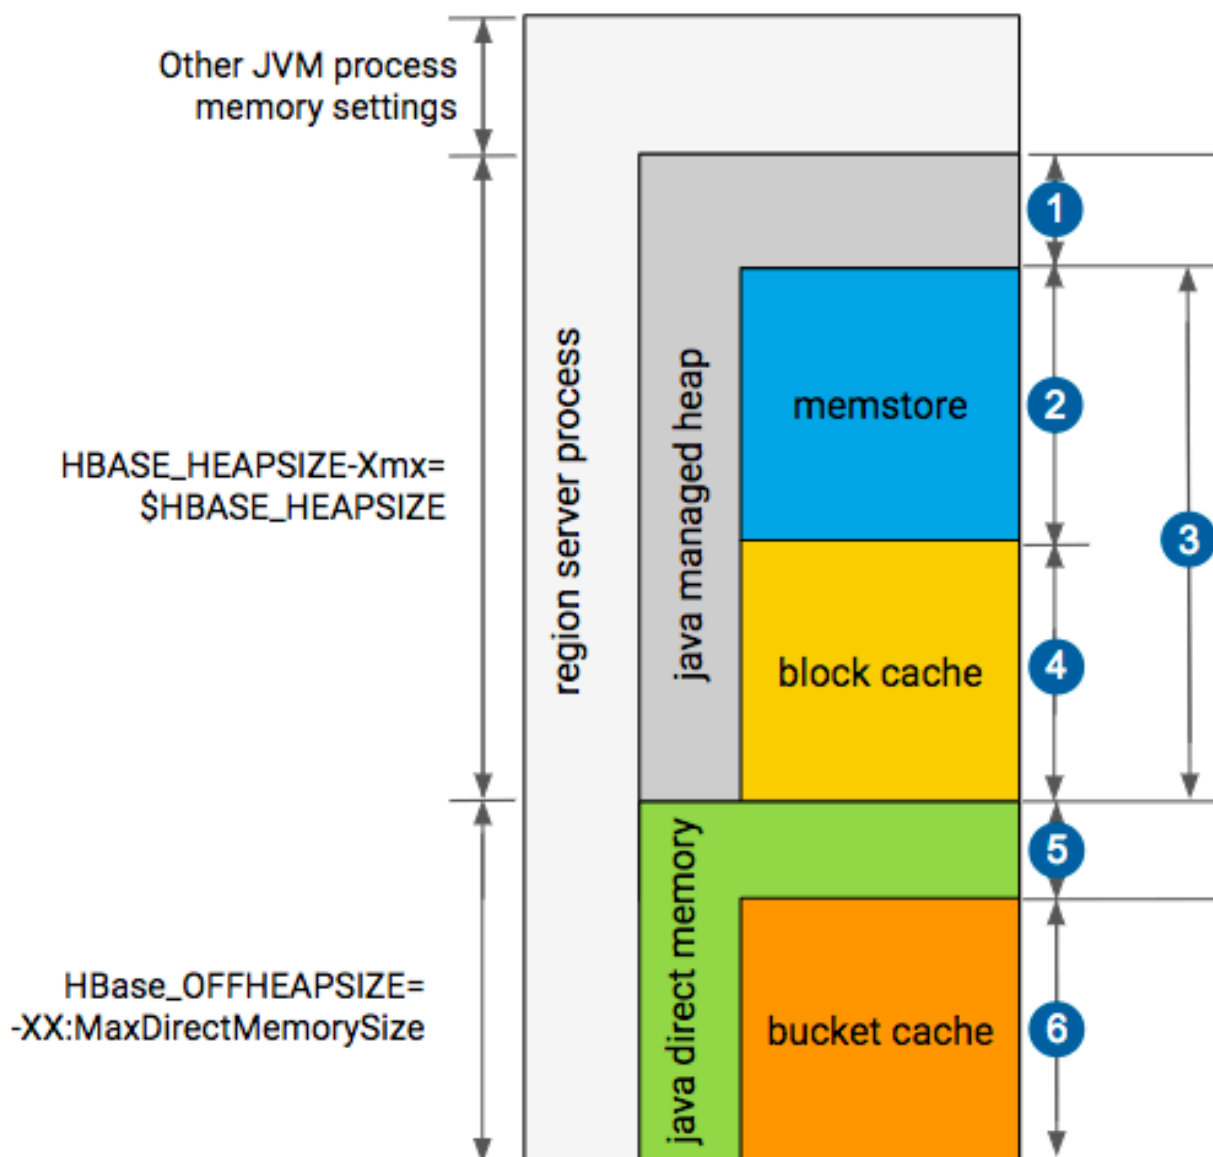 Other JVM process
memory settings
1
memstore
2
region server process
java managed heap
HBASE_HEAPSIZE-Xmx=
$HBASE_HEAPSIZE
3
block cache
4
5
java direct memory
HBase_OFFHEAPSIZE=
-XX:MaxDirectMemorySize
bucket cache
6